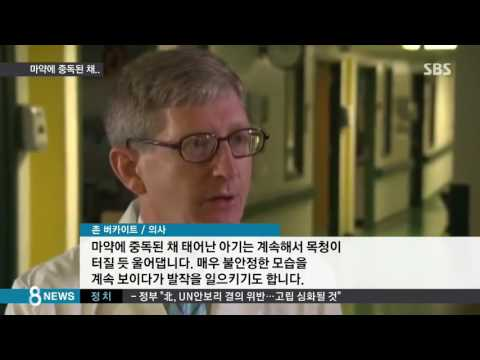 마약에 중독된 채..
SBS
존 버카이트 / 의사
마약에 중독된 채 태어난 아기는 계속해서 목청이
터질 듯 울어댑니다. 매우 불안정한 모습을
계속 보이다가 발작을 일으키기도 합니다.
8 NEWS 정 치 - 정부 "北, UN안보리 결의 위반…고립 심화될 것"